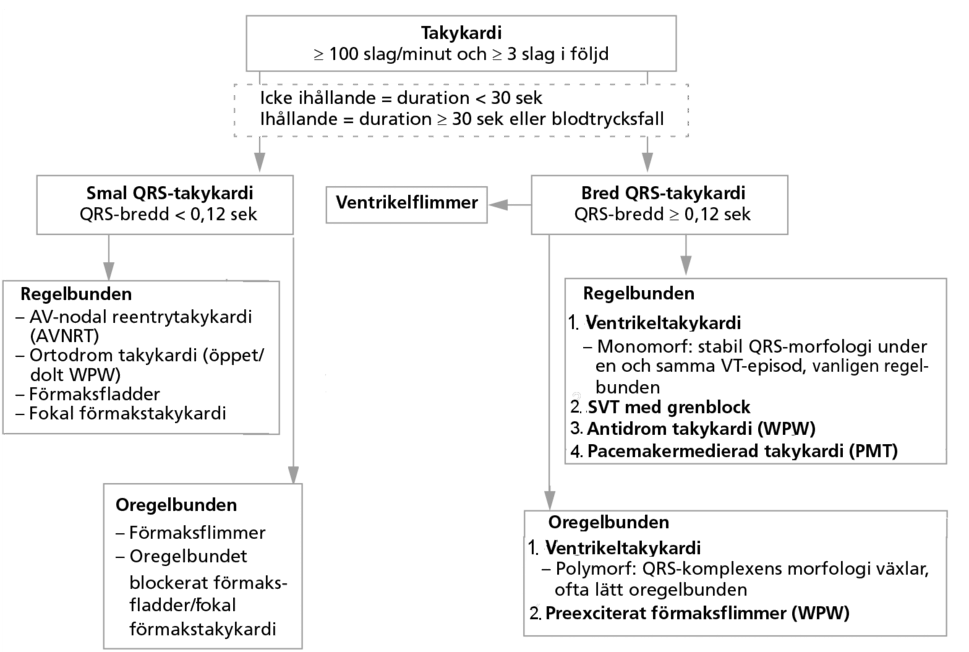 Takykardi
≥ 100 slag/minut och ≥ 3 slag i följd
Icke ihållande = duration < 30 sek
Ihållande = duration ≥ 30 sek eller blodtrycksfall
Smal QRS-takykardi
QRS-bredd < 0,12 sek
Ventrikelflimmer
Bred QRS-takykardi
QRS-bredd ≥ 0,12 sek
Regelbunden
– AV-nodal reentrytakykardi
(AVNRT)
– Ortodrom takykardi (öppet/
dolt WPW)
– Förmaksfladder
– Fokal förmakstakykardi
Regelbunden
1. Ventrikeltakykardi
– Monomorf: stabil QRS-morfologi under
en och samma VT-episod, vanligen regel-
bunden
2. SVT med grenblock
3. Antidrom takykardi (WPW)
4. Pacemakermedierad takykardi (PMT)
Oregelbunden
– Förmaksflimmer
– Oregelbundet
blockerat förmaks-
fladder/fokal
förmakstakykardi
Oregelbunden
1. Ventrikeltakykardi
– Polymorf: QRS-komplexens morfologi växlar,
ofta lätt oregelbunden
2. Preexciterat förmaksflimmer (WPW)